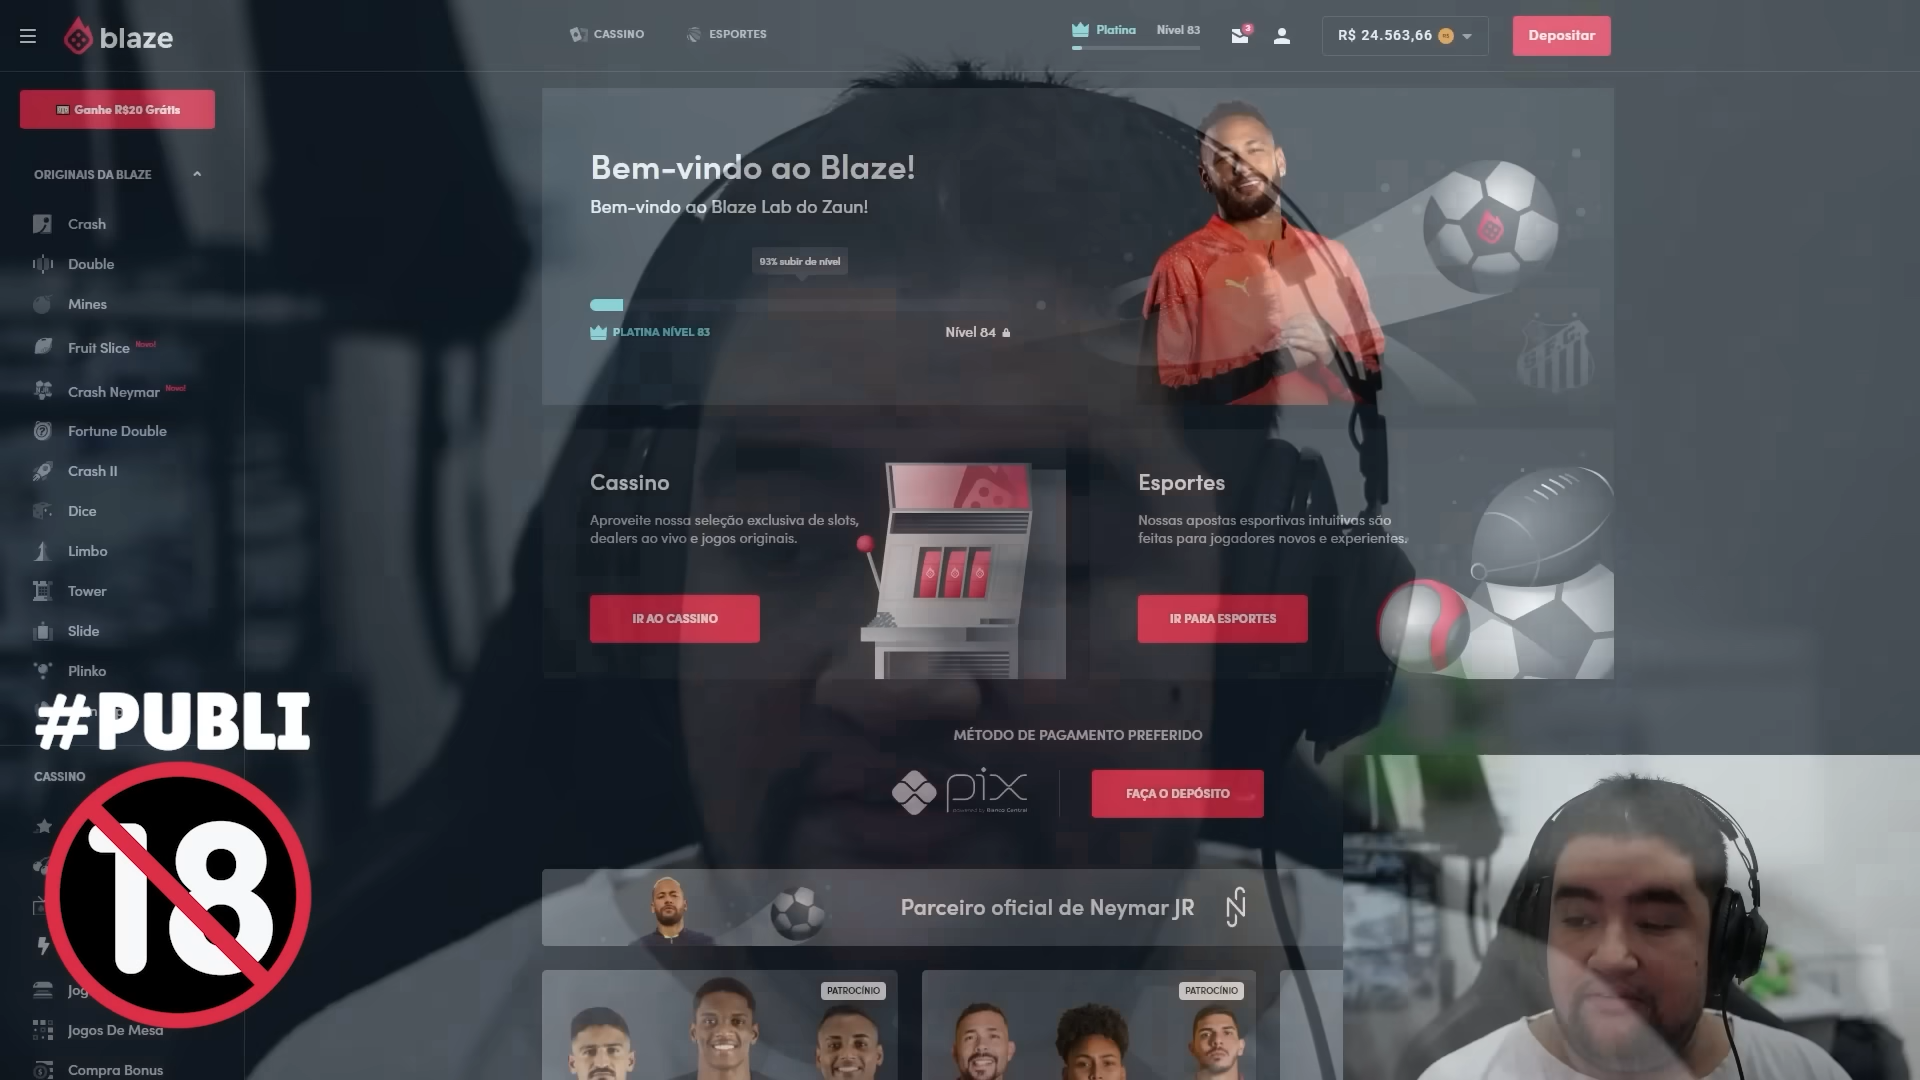 blaze
CASSINO
ESPORTES
Platina
Nível 83
3
R$ 24.563,66
Depositar
Ganhe R$20 Grátis
ORIGINAIS DA BLAZE
Crash
Double
Mines
Fruit Slice Novo!
Crash Neymar Novo!
Fortune Double
Crash II
Dice
Limbo
Tower
Slide
Plinko
#PUBLI
CASSINO
18
Jogos De Mesa
Compra Bonus
Bem-vindo ao Blaze!
Bem-vindo ao Blaze Lab do Zaun!
93% subir de nível
PLATINA NÍVEL 83
Nível 84
Cassino
Aproveite nossa seleção exclusiva de slots,
dealers ao vivo e jogos originais.
IR AO CASSINO
Esportes
Nossas apostas esportivas intuitivas são
feitas para jogadores novos e experientes.
IR PARA ESPORTES
MÉTODO DE PAGAMENTO PREFERIDO
pix
powered by Banco Central
FAÇA O DEPÓSITO
Parceiro oficial de Neymar JR
PATROCÍNIO
PATROCÍNIO